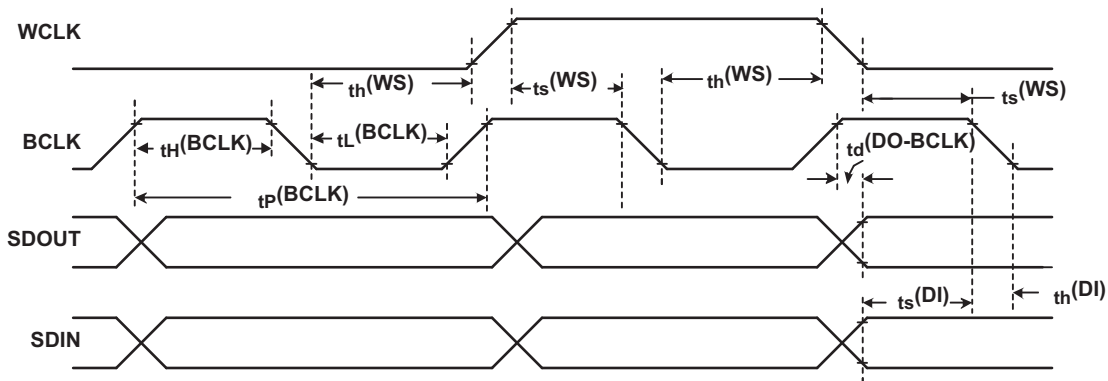 WCLK
th(WS)
ts(WS)
th(WS)
ts(WS)
BCLK
tH(BCLK)
tL(BCLK)
td(DO-BCLK)
tP(BCLK)
SDOUT
ts(DI)
th(DI)
SDIN